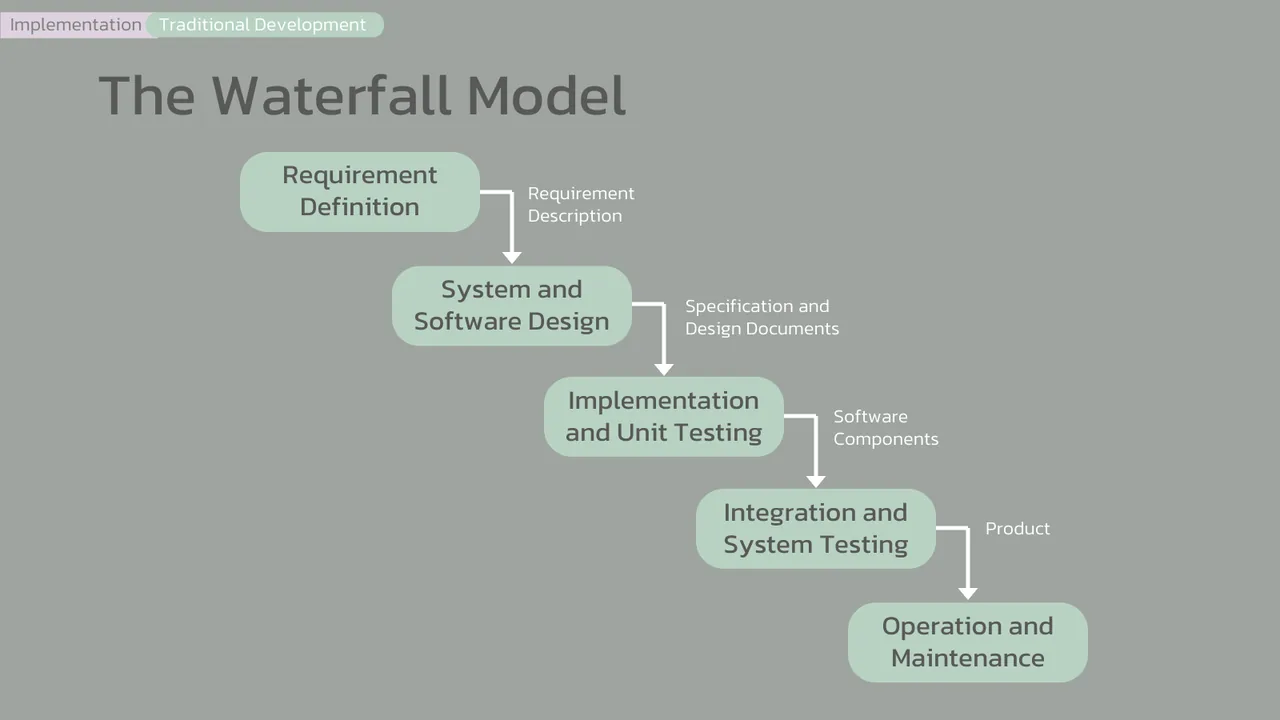 Implementation
Traditional Development
The Waterfall Model
Requirement
Definition
Requirement
Description
System and
Software Design
Specification and
Design Documents
Implementation
and Unit Testing
Software
Components
Integration and
System Testing
Product
Operation and
Maintenance